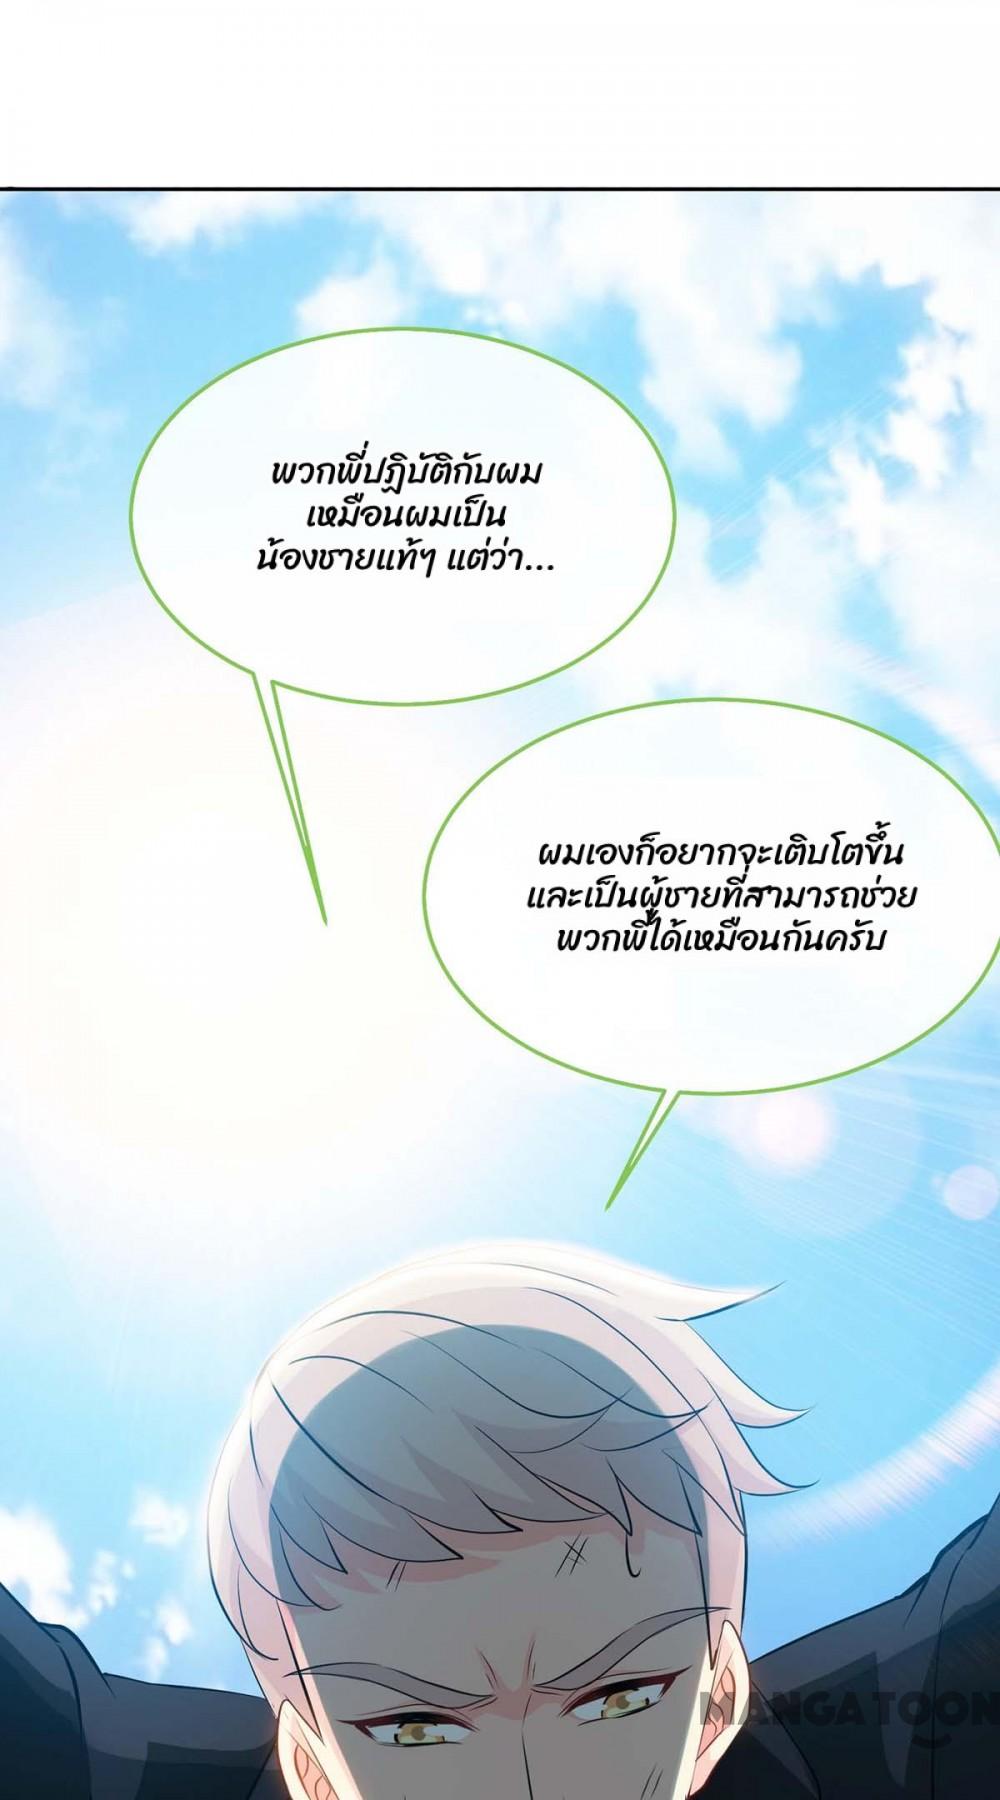 พวกพี่ปฏิบัติกับผม
เหมือนผมเป็น
น้องชายแท้ๆ แต่ว่า...
ผมเองก็อยากจะเติบโตขึ้น
และเป็นผู้ชายที่สามารถช่วย
พวกพี่ได้เหมือนกันครับ
MANGATOON